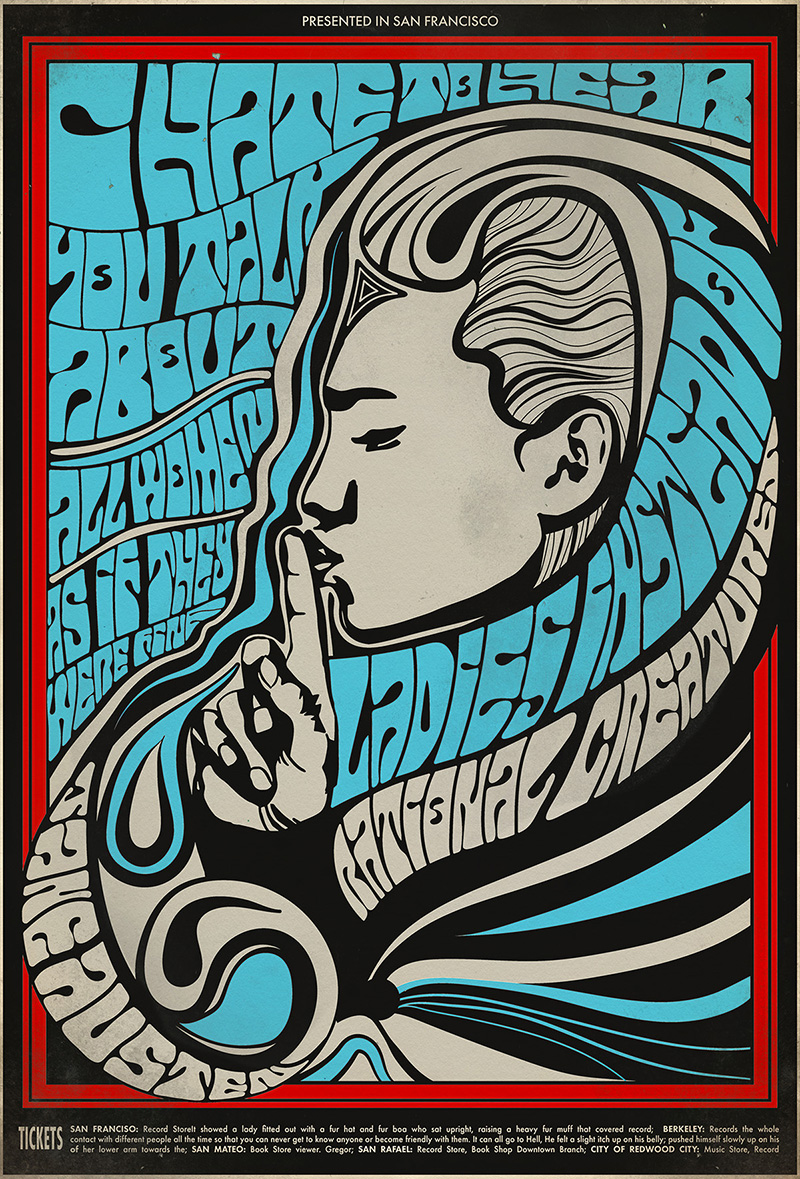 PRESENTED IN SAN FRANCISCO
I HATE TO HEAR
YOU TALK
ABOUT
ALL WOMEN
AS IF THEY
WERE FINE
LADIES INSTEAD OF
RATIONAL CREATURES
JANE AUSTEN
TICKETS
SAN FRANCISO: Record StoreIt showed a lady fitted out with a fur hat and fur boa who sat upright, raising a heavy fur muff that covered record; BERKELEY: Records the whole
contact with different people all the time so that you can never get to know anyone or become friendly with them. It can all go to Hell, He felt a slight itch up on his belly; pushed himself slowly up on his
of her lower arm towards the; SAN MATEO: Book Store viewer. Gregor; SAN RAFAEL: Record Store, Book Shop Downtown Branch; CITY OF REDWOOD CITY: Music Store, Record